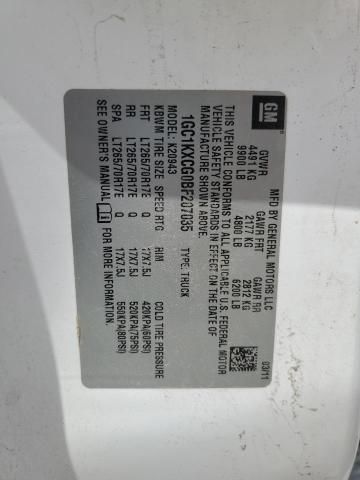 GM
MFD BY GENERAL MOTORS LLC
03/11
GVWR GAWR FRT GAWR RR
4491 KG 2177 KG 2812 KG
9900 LB 4800 LB 6200 LB
THIS VEHICLE CONFORMS TO ALL APPLICABLE U.S. FEDERAL MOTOR
VEHICLE SAFETY STANDARDS IN EFFECT ON THE DATE OF
MANUFACTURE SHOWN ABOVE.
1GC1KXCG0BF207035 TYPE: TRUCK
K20943
KBWM TIRE SIZE SPEED RTG RIM COLD TIRE PRESSURE
FRT LT265/70R17E Q 17X7.5J 420KPA(60PSI)
RR LT265/70R17E Q 17X7.5J 520KPA(75PSI)
SPA LT265/70R17E Q 17X7.5J 550KPA(80PSI)
SEE OWNER'S MANUAL FOR MORE INFORMATION.